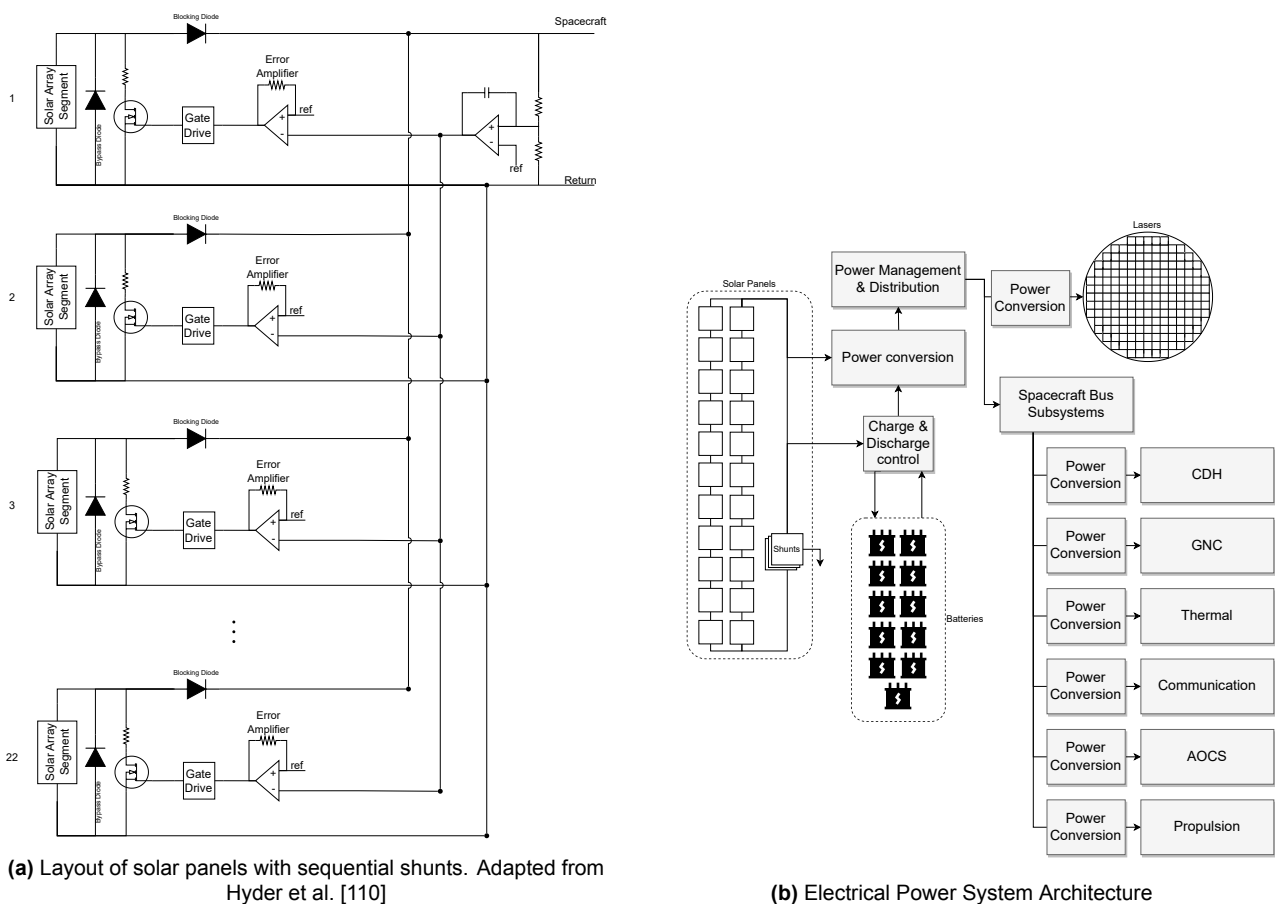 Blocking Diode
Spacecraft
1
Solar Array
Segment
Bypass Diode
Gate
Drive
Error
Amplifier
ref
+
-
+
-
ref
Return
Blocking Diode
2
Solar Array
Segment
Bypass Diode
Gate
Drive
Error
Amplifier
ref
+
-
Blocking Diode
3
Solar Array
Segment
Bypass Diode
Gate
Drive
Error
Amplifier
ref
+
-
Blocking Diode
22
Solar Array
Segment
Bypass Diode
Gate
Drive
Error
Amplifier
ref
+
-
(a) Layout of solar panels with sequential shunts. Adapted from
Hyder et al. [110]
Solar Panels
Shunts
Power Management
& Distribution
Power conversion
Charge &
Discharge
control
Batteries
Power
Conversion
Lasers
Spacecraft Bus
Subsystems
Power
Conversion
CDH
Power
Conversion
GNC
Power
Conversion
Thermal
Power
Conversion
Communication
Power
Conversion
AOCS
Power
Conversion
Propulsion
(b) Electrical Power System Architecture